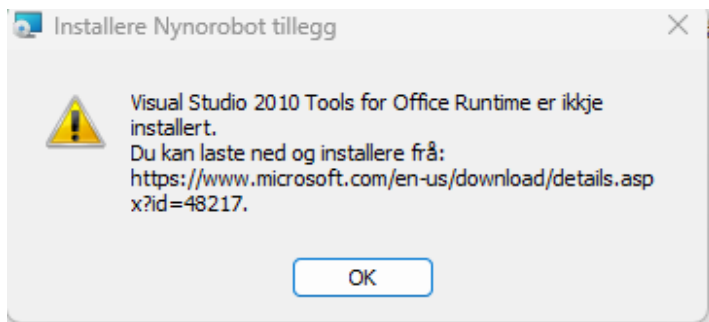 Installere Nynorobot tillegg
Visual Studio 2010 Tools for Office Runtime er ikkje
installert.
Du kan laste ned og installere frå:
https://www.microsoft.com/en-us/download/details.asp
x?id=48217.
OK